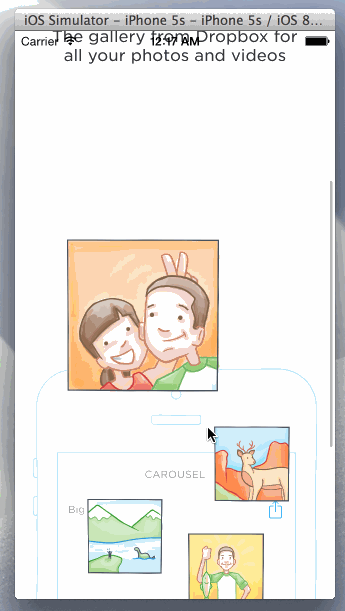 iOS Simulator - iPhone 5s - iPhone 5s / iOS 8...
The gallery from Dropbox for
Carrier 12:17 AM
all your photos and videos
CAROUSEL
Big